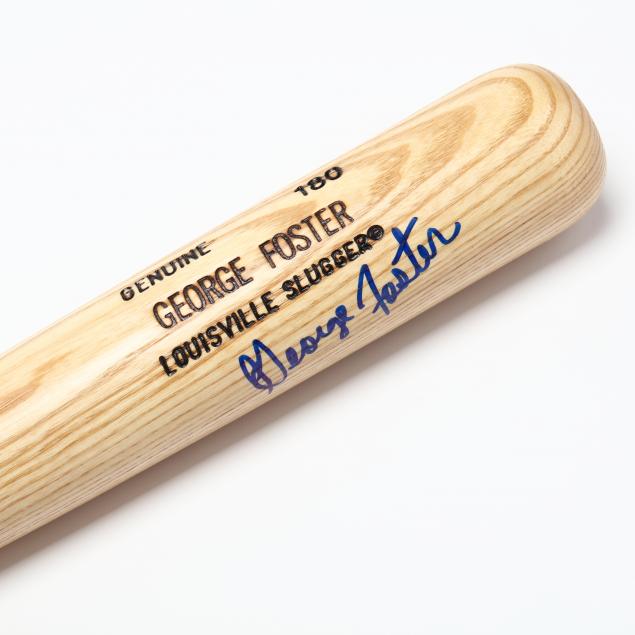 180
GENUINE
GEORGE FOSTER
LOUISVILLE SLUGGER®
George Foster